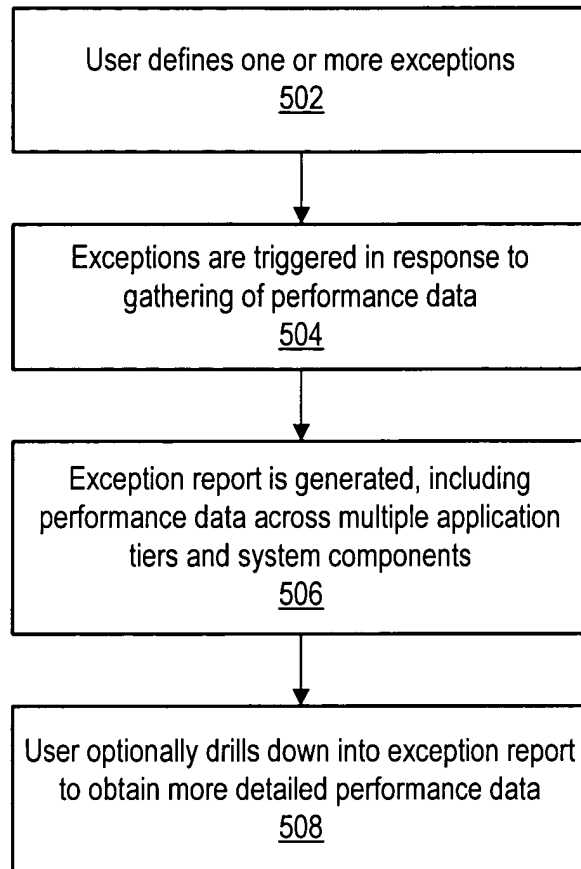 User defines one or more exceptions
502
Exceptions are triggered in response to
gathering of performance data
504
Exception report is generated, including
performance data across multiple application
tiers and system components
506
User optionally drills down into exception report
to obtain more detailed performance data
508